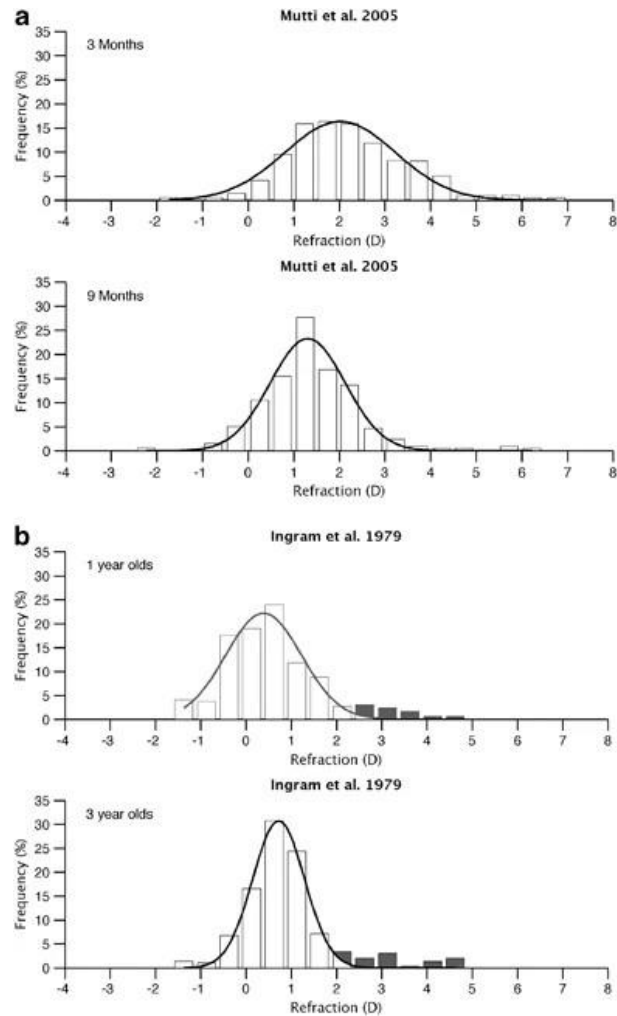 a
Mutti et al. 2005
3 Months
Frequency (%)
35
30
25
20
15
10
5
0
-4 -3 -2 -1 0 1 2 3 4 5 6 7 8
Refraction (D)
Mutti et al. 2005
9 Months
Frequency (%)
35
30
25
20
15
10
5
0
-4 -3 -2 -1 0 1 2 3 4 5 6 7 8
Refraction (D)
b
Ingram et al. 1979
1 year olds
Frequency (%)
35
30
25
20
15
10
5
0
-4 -3 -2 -1 0 1 2 3 4 5 6 7 8
Refraction (D)
Ingram et al. 1979
3 year olds
Frequency (%)
35
30
25
20
15
10
5
0
-4 -3 -2 -1 0 1 2 3 4 5 6 7 8
Refraction (D)